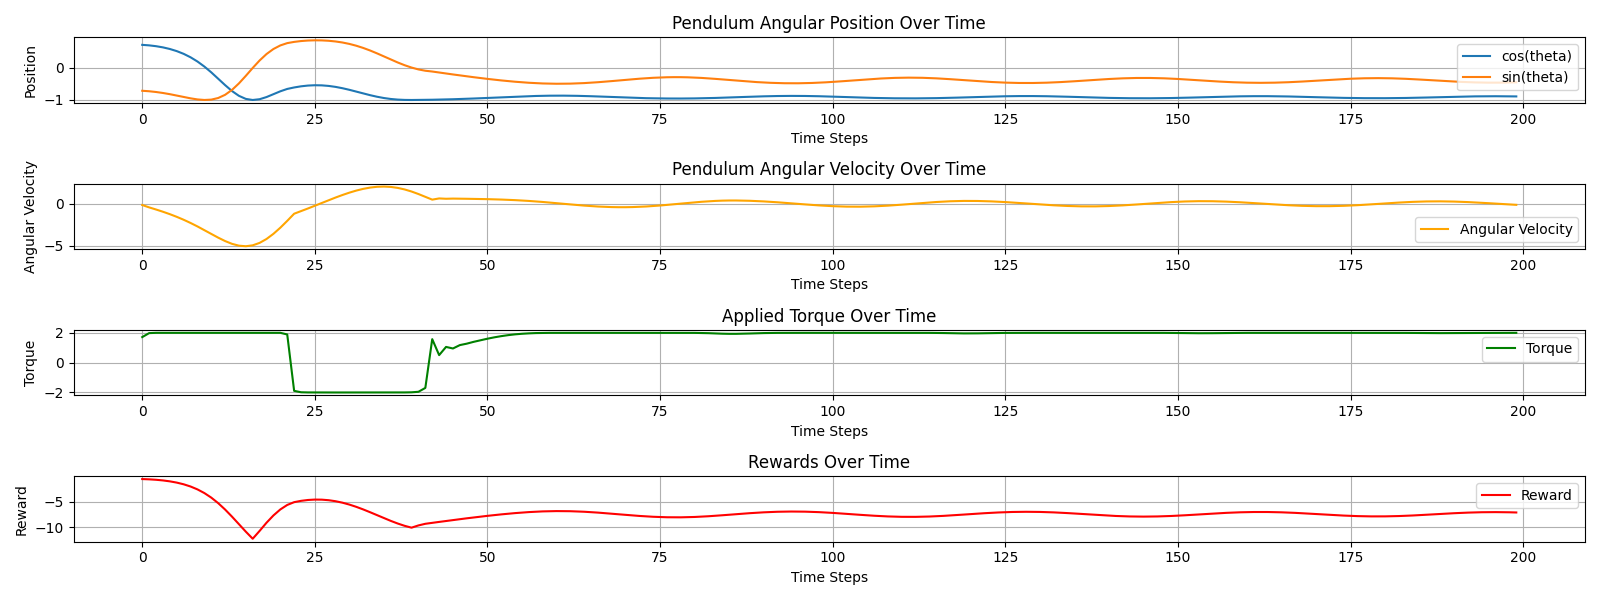 Pendulum Angular Position Over Time
Position
0
−1
cos(theta)
sin(theta)
0 25 50 75 100 125 150 175 200
Time Steps
Pendulum Angular Velocity Over Time
Angular Velocity
0
−5
Angular Velocity
0 25 50 75 100 125 150 175 200
Time Steps
Applied Torque Over Time
Torque
2
0
−2
Torque
0 25 50 75 100 125 150 175 200
Time Steps
Rewards Over Time
Reward
−5
−10
Reward
0 25 50 75 100 125 150 175 200
Time Steps